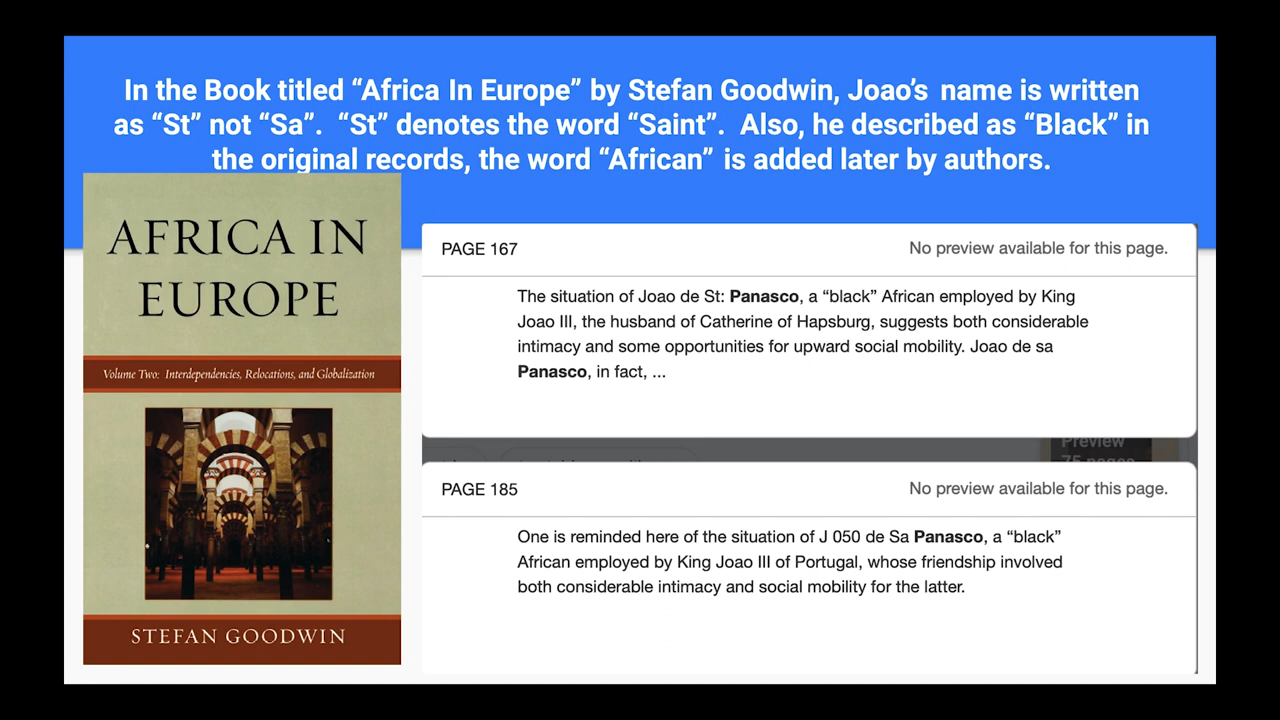 In the Book titled “Africa In Europe” by Stefan Goodwin, Joao’s name is written
as “St” not “Sa”. “St” denotes the word “Saint”. Also, he described as “Black” in
the original records, the word “African” is added later by authors.
AFRICA IN
EUROPE
Volume Two: Interdependencies, Relocations, and Globalization
STEFAN GOODWIN
PAGE 167
No preview available for this page.
The situation of Joao de St: Panasco, a “black” African employed by King
Joao III, the husband of Catherine of Hapsburg, suggests both considerable
intimacy and some opportunities for upward social mobility. Joao de sa
Panasco, in fact, ...
Preview
75 pages
PAGE 185
No preview available for this page.
One is reminded here of the situation of J 050 de Sa Panasco, a “black”
African employed by King Joao III of Portugal, whose friendship involved
both considerable intimacy and social mobility for the latter.